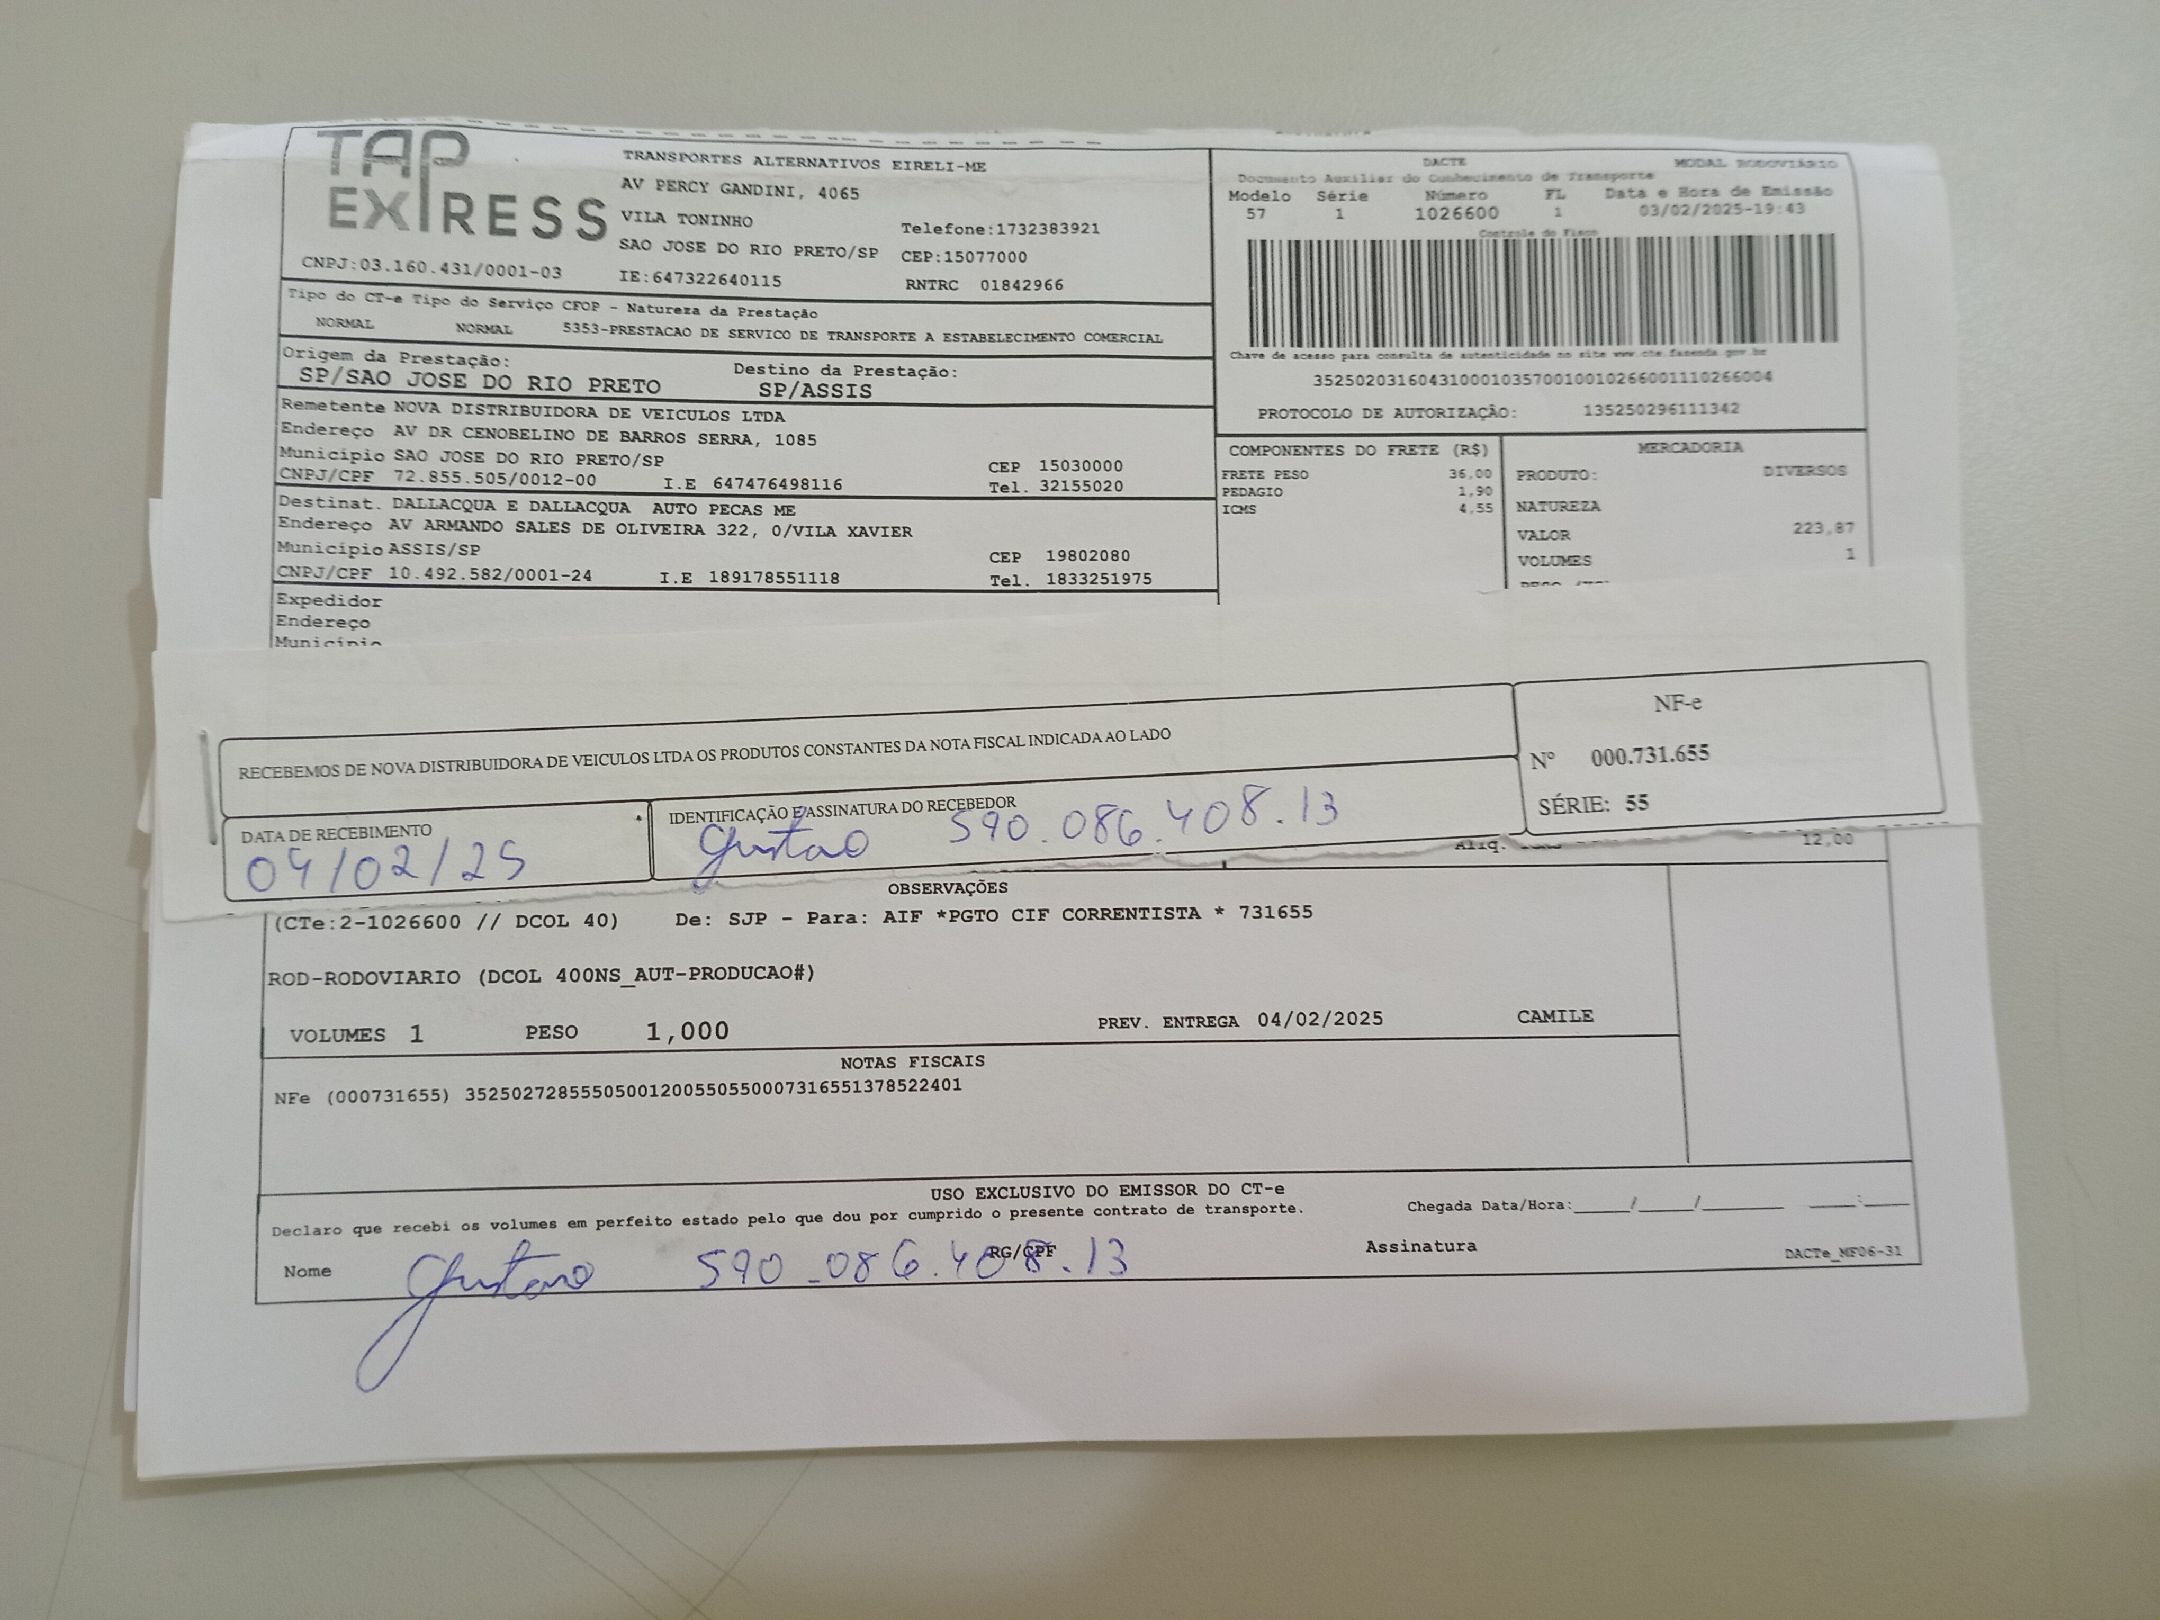 TAP
EXPRESS
TRANSPORTES ALTERNATIVOS EIRELI-ME
AV PERCY GANDINI, 4065
VILA TONINHO
Telefone:1732383921
SAO JOSE DO RIO PRETO/SP CEP:15077000
CNPJ:03.160.431/0001-03 IE:647322640115 RNTRC 01842966
DACTE MODAL RODOVIÁRIO
Documento Auxiliar do Conhecimento de Transporte
Modelo Série Número FL Data e Hora de Emissão
57 1 1026600 1 03/02/2025-19:43
Controle do Fisco
Chave de acesso para consulta de autenticidade no site www.cte.fazenda.gov.br
35250203160431000103570010010266001110266004
PROTOCOLO DE AUTORIZAÇÃO: 135250296111342
Tipo do CT-e Tipo do Serviço CFOP - Natureza da Prestação
NORMAL NORMAL 5353-PRESTACAO DE SERVICO DE TRANSPORTE A ESTABELECIMENTO COMERCIAL
Origem da Prestação: Destino da Prestação:
SP/SAO JOSE DO RIO PRETO SP/ASSIS
Remetente NOVA DISTRIBUIDORA DE VEICULOS LTDA
Endereço AV DR CENOBELINO DE BARROS SERRA, 1085
Município SAO JOSE DO RIO PRETO/SP CEP 15030000
CNPJ/CPF 72.855.505/0012-00 I.E 647476498116 Tel. 32155020
Destinat. DALLACQUA E DALLACQUA AUTO PECAS ME
Endereço AV ARMANDO SALES DE OLIVEIRA 322, 0/VILA XAVIER
Município ASSIS/SP CEP 19802080
CNPJ/CPF 10.492.582/0001-24 I.E 189178551118 Tel. 1833251975
Expedidor
Endereço
Município
COMPONENTES DO FRETE (R$)
FRETE PESO 36,00
PEDAGIO 1,90
ICMS 4,55
MERCADORIA
PRODUTO: DIVERSOS
NATUREZA
VALOR 223,87
VOLUMES 1
RECEBEMOS DE NOVA DISTRIBUIDORA DE VEICULOS LTDA OS PRODUTOS CONSTANTES DA NOTA FISCAL INDICADA AO LADO
NF-e
Nº 000.731.655
SÉRIE: 55
DATA DE RECEBIMENTO
04/02/25
IDENTIFICAÇÃO E ASSINATURA DO RECEBEDOR
Gustavo 590.086.408.13
12,00
OBSERVAÇÕES
(CTe:2-1026600 // DCOL 40) De: SJP - Para: AIF *PGTO CIF CORRENTISTA * 731655
ROD-RODOVIARIO (DCOL 400NS_AUT-PRODUCAO#)
VOLUMES 1 PESO 1,000 PREV. ENTREGA 04/02/2025 CAMILE
NOTAS FISCAIS
NFe (000731655) 35250272855505001200550550007316551378522401
USO EXCLUSIVO DO EMISSOR DO CT-e
Declaro que recebi os volumes em perfeito estado pelo que dou por cumprido o presente contrato de transporte.
Chegada Data/Hora:_____/_____/_______ ____:____
Nome Gustavo 590.086.408.13 RG/CPF Assinatura
DACTe_MF06-31